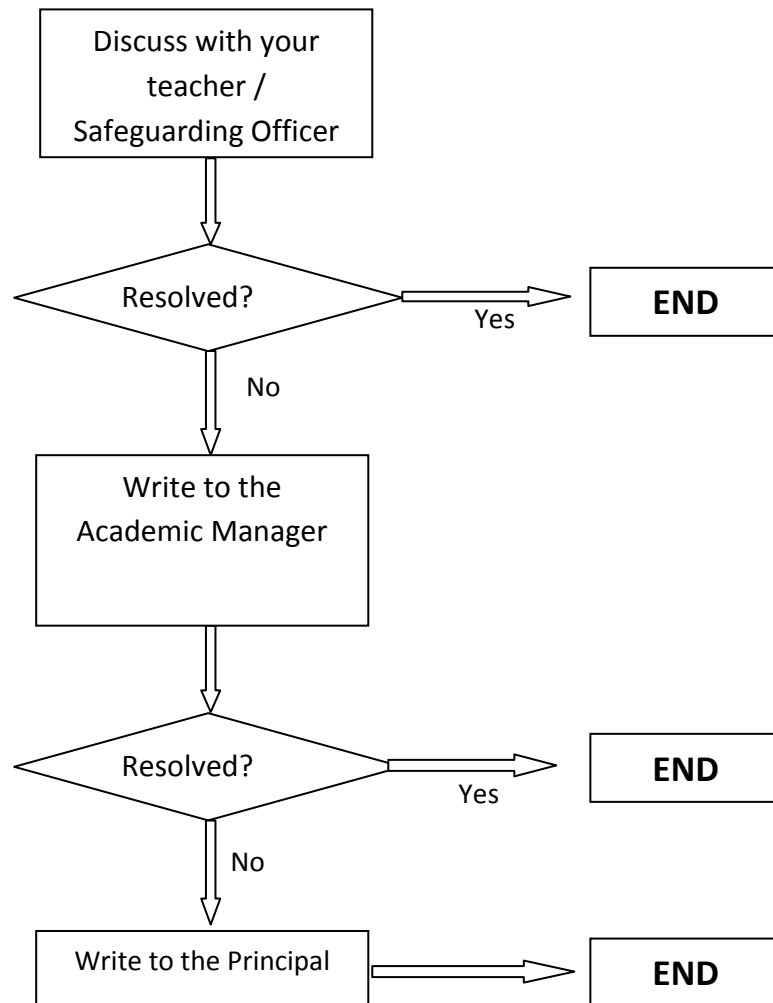 Discuss with your
teacher /
Safeguarding Officer
Resolved?
Yes
END
No
Write to the
Academic Manager
Resolved?
Yes
END
No
Write to the Principal
END